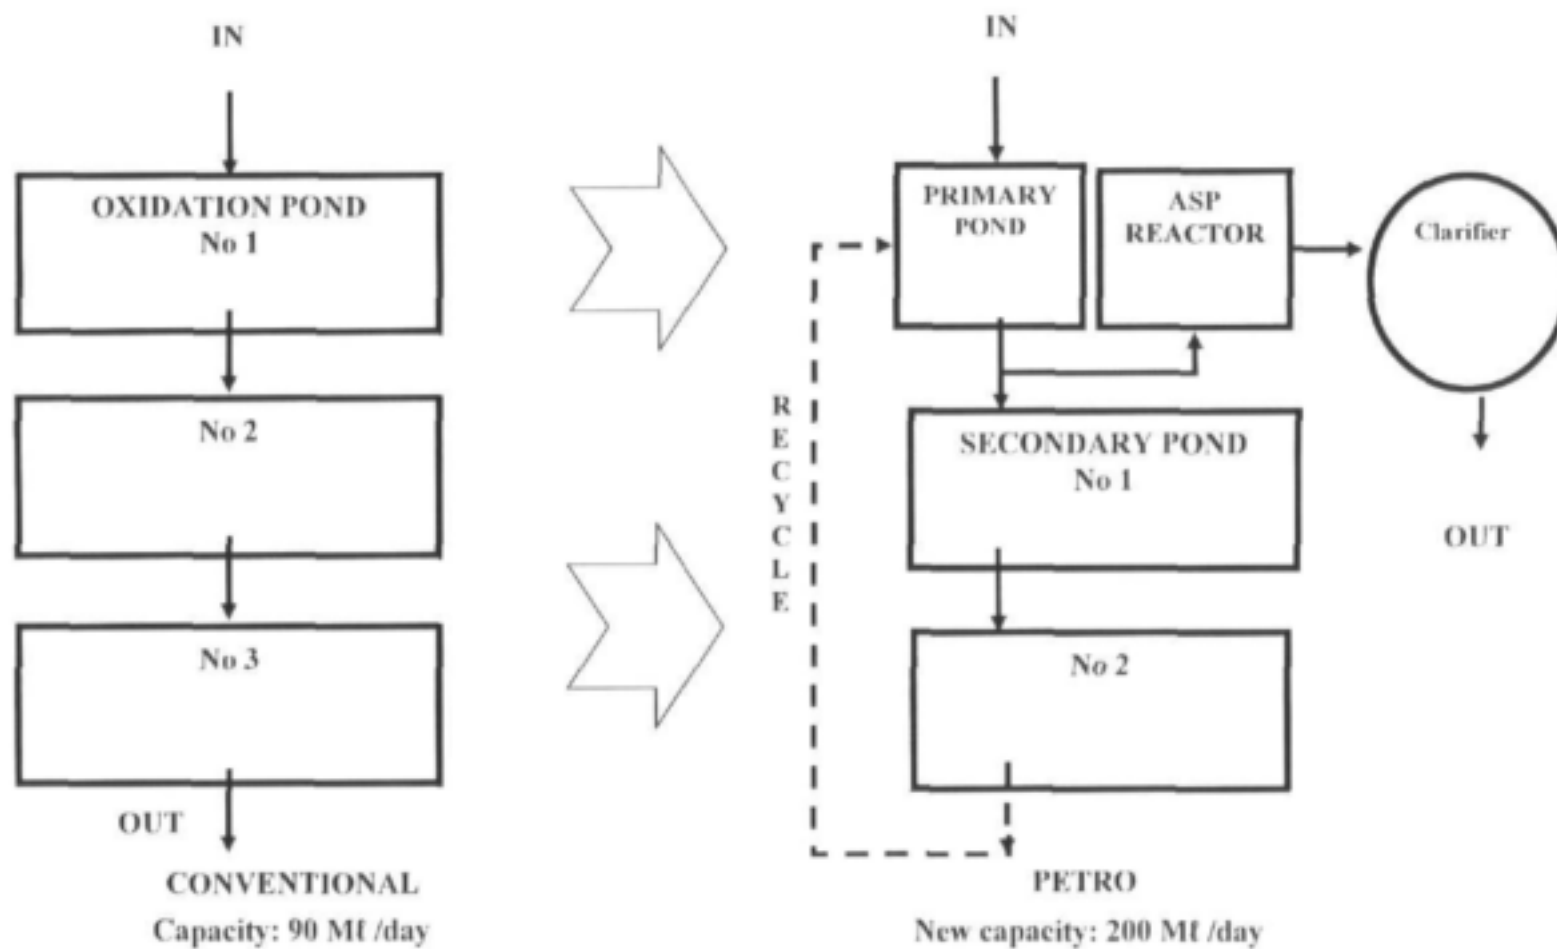 IN
OXIDATION POND
No 1
No 2
No 3
OUT
CONVENTIONAL
Capacity: 90 Mℓ /day
IN
PRIMARY
POND
ASP
REACTOR
Clarifier
RECYCLE
SECONDARY POND
No 1
OUT
No 2
PETRO
New capacity: 200 Mℓ /day